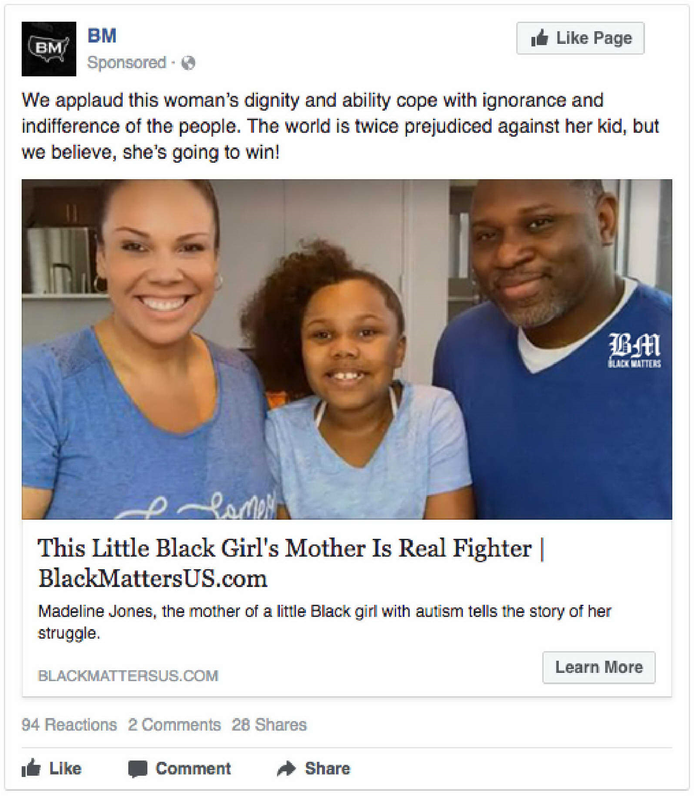 BM
BM
Like Page
Sponsored ·
We applaud this woman's dignity and ability cope with ignorance and
indifference of the people. The world is twice prejudiced against her kid, but
we believe, she's going to win!
BM
BLACK MATTERS
This Little Black Girl's Mother Is Real Fighter |
BlackMattersUS.com
Madeline Jones, the mother of a little Black girl with autism tells the story of her
struggle.
BLACKMATTERSUS.COM
Learn More
94 Reactions 2 Comments 28 Shares
Like Comment Share